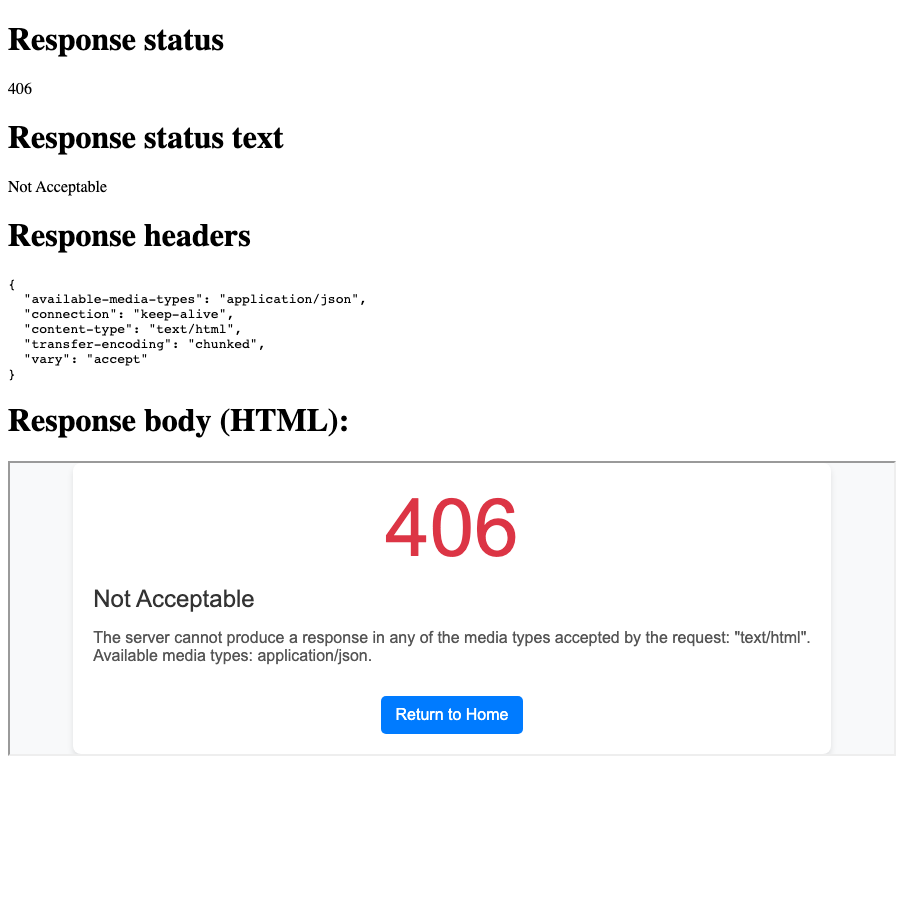 Response status
406
Response status text
Not Acceptable
Response headers
{
  "available-media-types": "application/json",
  "connection": "keep-alive",
  "content-type": "text/html",
  "transfer-encoding": "chunked",
  "vary": "accept"
}
Response body (HTML):
406
Not Acceptable
The server cannot produce a response in any of the media types accepted by the request: "text/html".
Available media types: application/json.
Return to Home